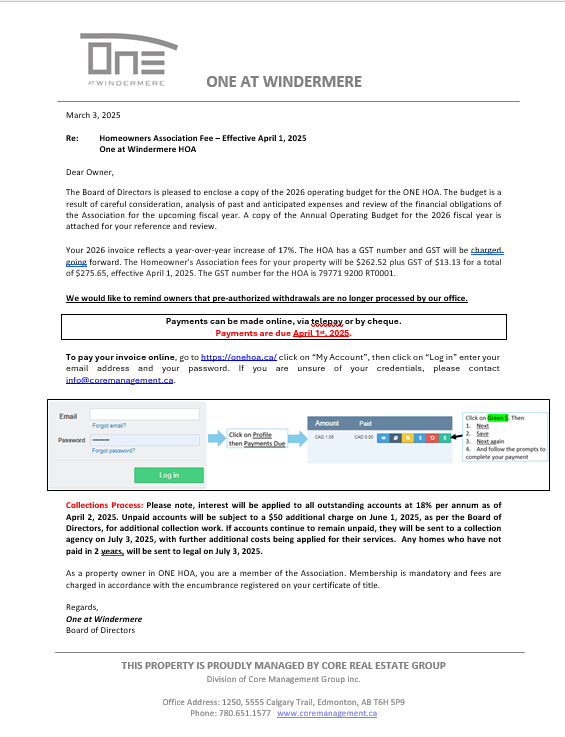 ONE
AT WINDERMERE
ONE AT WINDERMERE
March 3, 2025
Re: Homeowners Association Fee – Effective April 1, 2025
One at Windermere HOA
Dear Owner,
The Board of Directors is pleased to enclose a copy of the 2026 operating budget for the ONE HOA. The budget is a
result of careful consideration, analysis of past and anticipated expenses and review of the financial obligations of
the Association for the upcoming fiscal year. A copy of the Annual Operating Budget for the 2026 fiscal year is
attached for your reference and review.
Your 2026 invoice reflects a year-over-year increase of 17%. The HOA has a GST number and GST will be charged
going forward. The Homeowner's Association fees for your property will be $262.52 plus GST of $13.13 for a total
of $275.65, effective April 1, 2025. The GST number for the HOA is 79771 9200 RT0001.
We would like to remind owners that pre-authorized withdrawals are no longer processed by our office.
Payments can be made online, via telepay or by cheque.
Payments are due April 1st, 2025.
To pay your invoice online, go to https://onehoa.ca/ click on "My Account", then click on "Log in" enter your
email address and your password. If you are unsure of your credentials, please contact
info@coremanagement.ca.
Email
Forgot email?
Password
Forgot password?
Log in
Click on Profile
then Payments Due
Amount Paid
CAD 1.06 CAD 0.00
Click on Green $. Then
1. Next
2. Save
3. Next again
4. And follow the prompts to
complete your payment
Collections Process: Please note, interest will be applied to all outstanding accounts at 18% per annum as of
April 2, 2025. Unpaid accounts will be subject to a $50 additional charge on June 1, 2025, as per the Board of
Directors, for additional collection work. If accounts continue to remain unpaid, they will be sent to a collection
agency on July 3, 2025, with further additional costs being applied for their services. Any homes who have not
paid in 2 years, will be sent to legal on July 3, 2025.
As a property owner in ONE HOA, you are a member of the Association. Membership is mandatory and fees are
charged in accordance with the encumbrance registered on your certificate of title.
Regards,
One at Windermere
Board of Directors
THIS PROPERTY IS PROUDLY MANAGED BY CORE REAL ESTATE GROUP
Division of Core Management Group Inc.
Office Address: 1250, 5555 Calgary Trail, Edmonton, AB T6H 5P9
Phone: 780.651.1577 www.coremanagement.ca